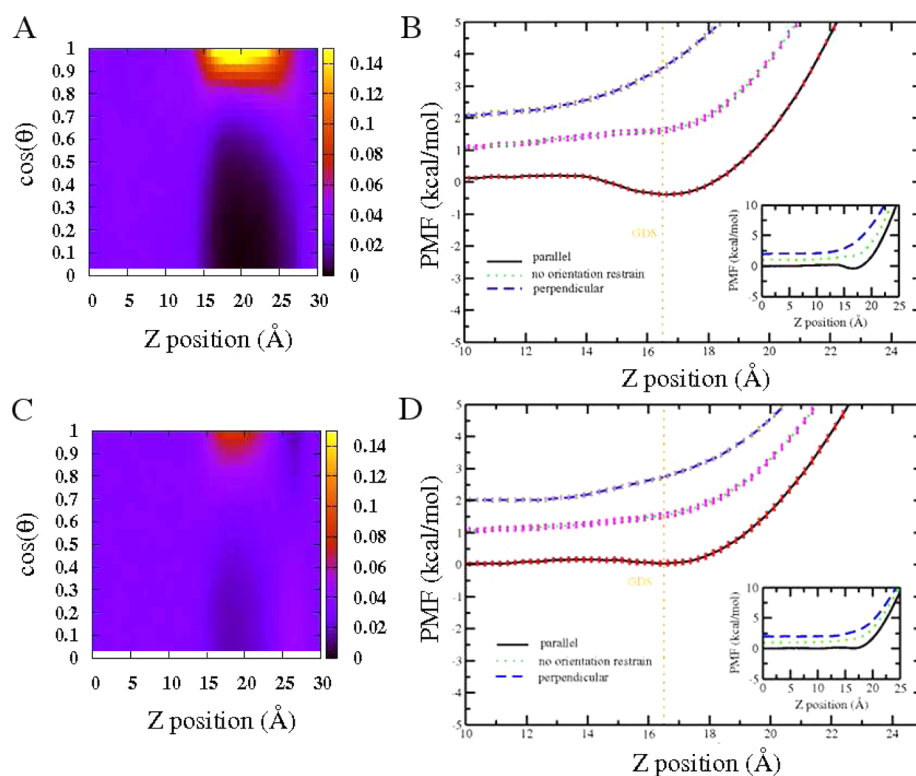 A
cos(θ)
1
0.9
0.8
0.7
0.6
0.5
0.4
0.3
0.2
0.1
0
0 5 10 15 20 25 30
Z position (Å)
0.14
0.12
0.10
0.08
0.06
0.04
0.02
0
B
PMF (kcal/mol)
5
4
3
2
1
0
-1
-2
-3
-4
-5
GDS
parallel
no orientation restrain
perpendicular
PMF (kcal/mol)
10
5
0
-5
0 5 10 15 20 25
Z position (Å)
10 12 14 16 18 20 22 24
Z position (Å)
C
cos(θ)
1
0.9
0.8
0.7
0.6
0.5
0.4
0.3
0.2
0.1
0
0 5 10 15 20 25 30
Z position (Å)
0.14
0.12
0.10
0.08
0.06
0.04
0.02
0
D
PMF (kcal/mol)
5
4
3
2
1
0
-1
-2
-3
-4
-5
GDS
parallel
no orientation restrain
perpendicular
PMF (kcal/mol)
10
5
0
-5
0 5 10 15 20 25
Z position (Å)
10 12 14 16 18 20 22 24
Z position (Å)